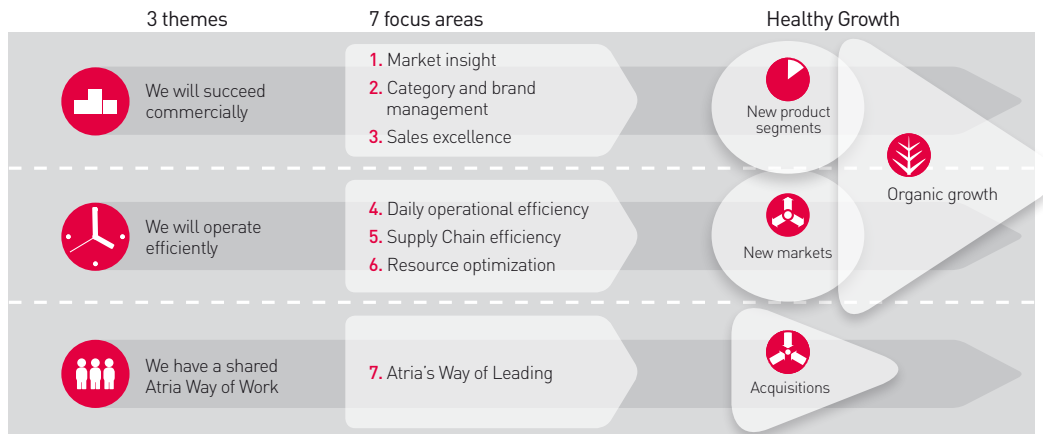 3 themes
7 focus areas
Healthy Growth
We will succeed
commercially
1. Market insight
2. Category and brand
management
3. Sales excellence
New product
segments
Organic growth
We will operate
efficiently
4. Daily operational efficiency
5. Supply Chain efficiency
6. Resource optimization
New markets
We have a shared
Atria Way of Work
7. Atria's Way of Leading
Acquisitions